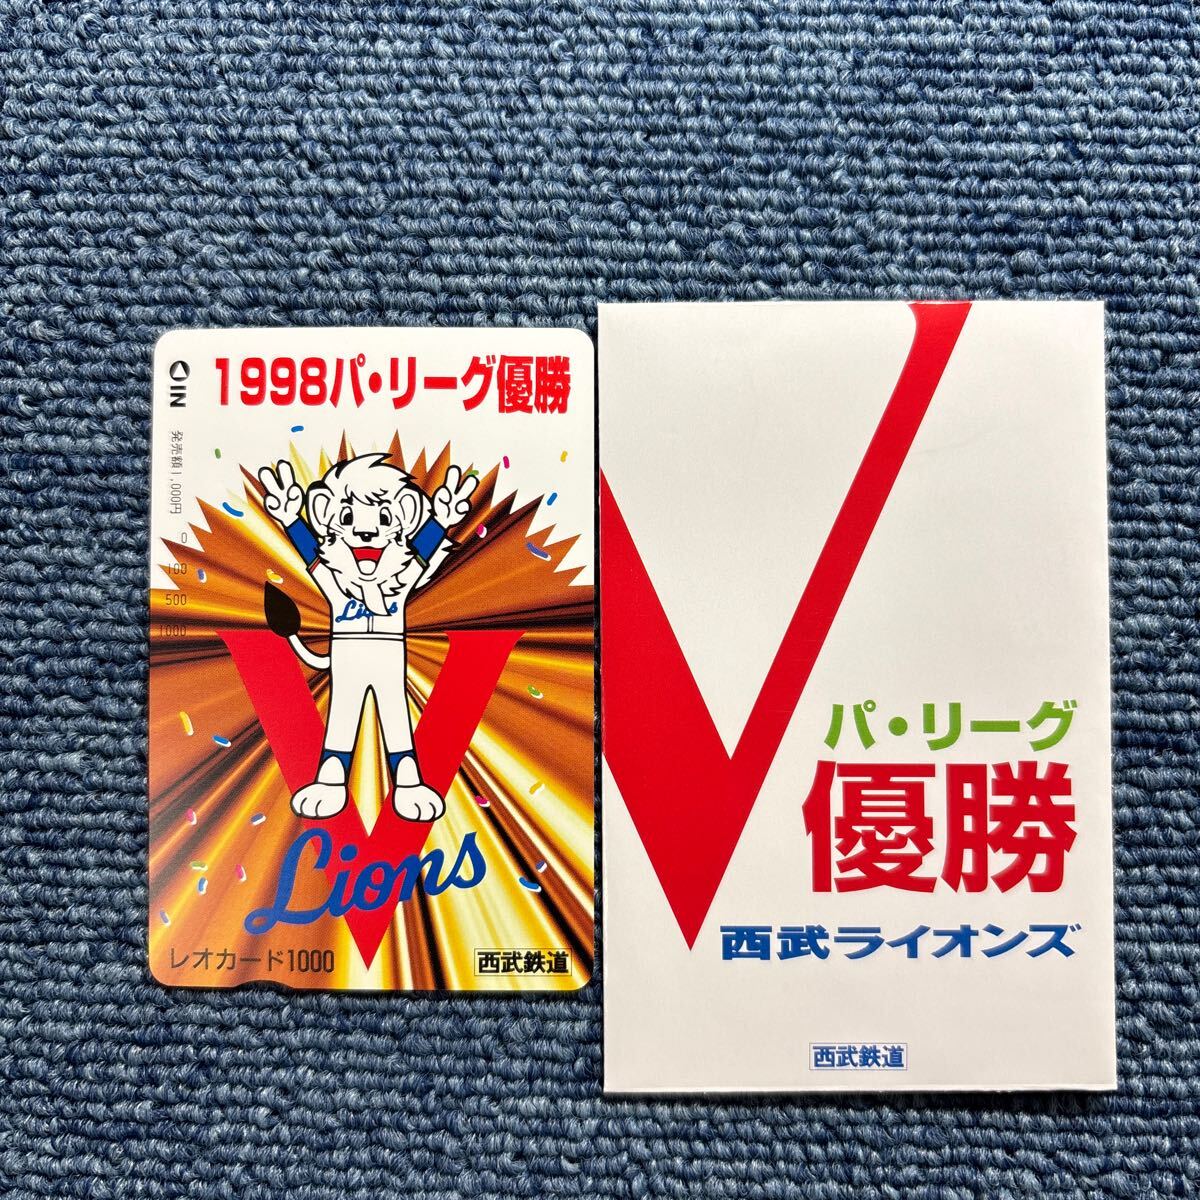 1998パ・リーグ優勝
IN
発売額1,000円
0
100
500
1000
Lions
Lions
レオカード1000
西武鉄道
パ・リーグ
優勝
西武ライオンズ
西武鉄道